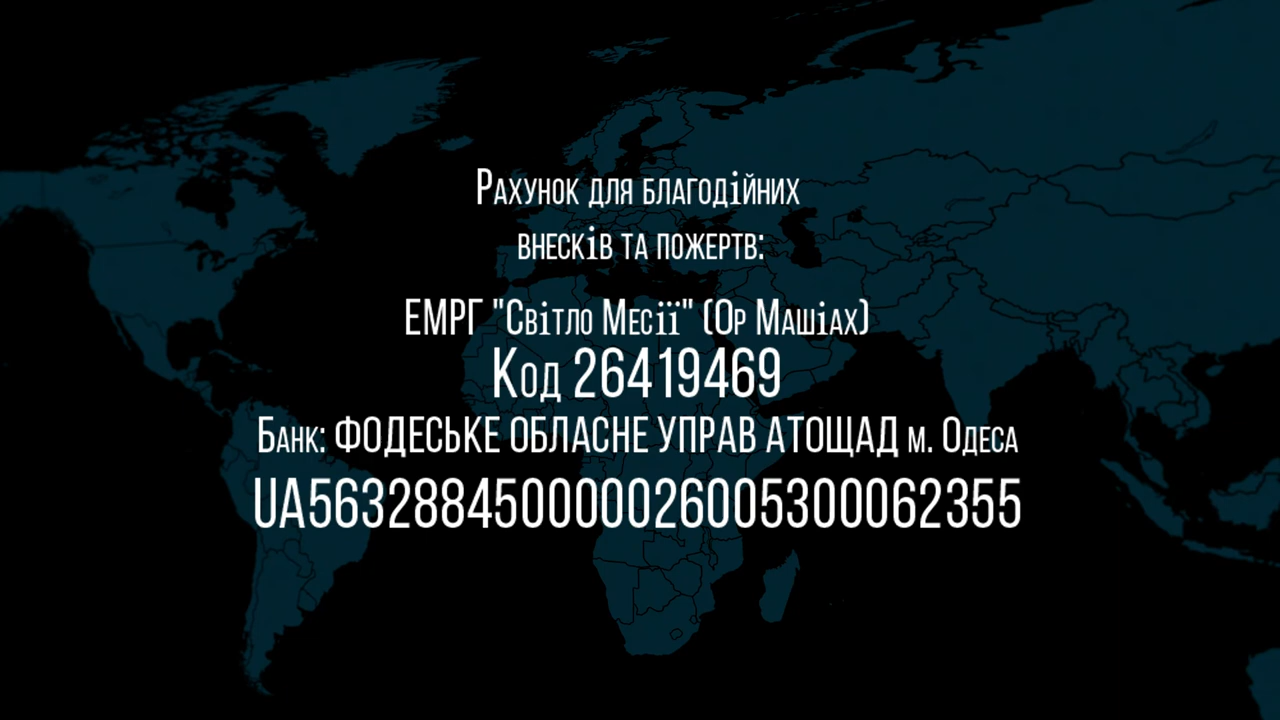 Рахунок для благодійних
внесків та пожертв:
ЕМРГ "Світло Месії" (Ор Машіах)
Код 26419469
Банк: ФОДЕСЬКЕ ОБЛАСНЕ УПРАВ АТОЩАД м. Одеса
UA563288450000026005300062355